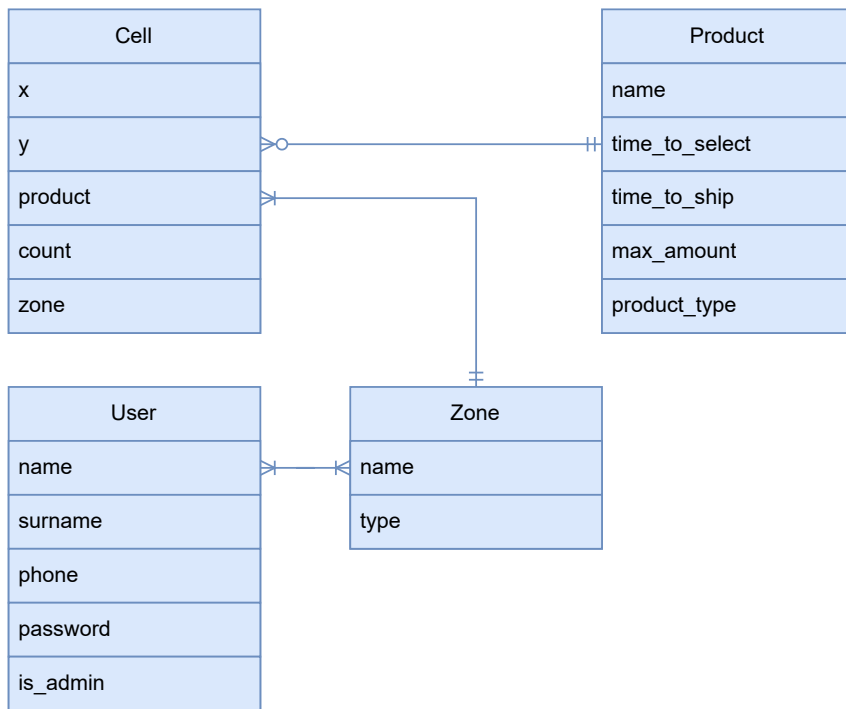 Cell
x
y
product
count
zone
Product
name
time_to_select
time_to_ship
max_amount
product_type
User
name
surname
phone
password
is_admin
Zone
name
type